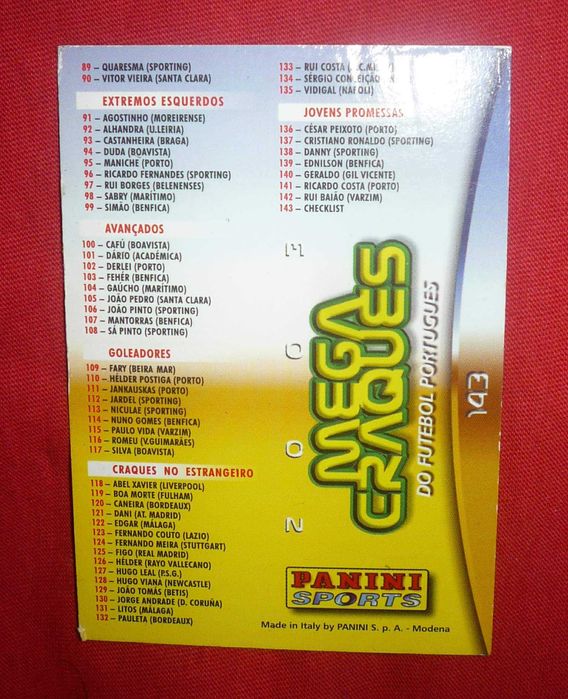 89 – QUARESMA (SPORTING)
90 – VITOR VIEIRA (SANTA CLARA)
EXTREMOS ESQUERDOS
91 – AGOSTINHO (MOREIRENSE)
92 – ALHANDRA (U.LEIRIA)
93 – CASTANHEIRA (BRAGA)
94 – DUDA (BOAVISTA)
95 – MANICHE (PORTO)
96 – RICARDO FERNANDES (SPORTING)
97 – RUI BORGES (BELENENSES)
98 – SABRY (MARÍTIMO)
99 – SIMÃO (BENFICA)
AVANÇADOS
100 – CAFÚ (BOAVISTA)
101 – DÁRIO (ACADÉMICA)
102 – DERLEI (PORTO)
103 – FEHÉR (BENFICA)
104 – GAÚCHO (MARÍTIMO)
105 – JOÃO PEDRO (SANTA CLARA)
106 – JOÃO PINTO (SPORTING)
107 – MANTORRAS (BENFICA)
108 – SÁ PINTO (SPORTING)
GOLEADORES
109 – FARY (BEIRA MAR)
110 – HÉLDER POSTIGA (PORTO)
111 – JANKAUSKAS (PORTO)
112 – JARDEL (SPORTING)
113 – NICULAE (SPORTING)
114 – NUNO GOMES (BENFICA)
115 – PAULO VIDA (VARZIM)
116 – ROMEU (V.GUIMARÃES)
117 – SILVA (BOAVISTA)
CRAQUES NO ESTRANGEIRO
118 – ABEL XAVIER (LIVERPOOL)
119 – BOA MORTE (FULHAM)
120 – CANEIRA (BORDEAUX)
121 – DANI (AT. MADRID)
122 – EDGAR (MÁLAGA)
123 – FERNANDO COUTO (LAZIO)
124 – FERNANDO MEIRA (STUTTGART)
125 – FIGO (REAL MADRID)
126 – HÉLDER (RAYO VALLECANO)
127 – HUGO LEAL (P.S.G.)
128 – HUGO VIANA (NEWCASTLE)
129 – JOÃO TOMÁS (BETIS)
130 – JORGE ANDRADE (D. CORUÑA)
131 – LITOS (MÁLAGA)
132 – PAULETA (BORDEAUX)
133 – RUI COSTA
134 – SÉRGIO CONCEIÇÃO
135 – VIDIGAL (NAPOLI)
JOVENS PROMESSAS
136 – CÉSAR PEIXOTO (PORTO)
137 – CRISTIANO RONALDO (SPORTING)
138 – DANNY (SPORTING)
139 – EDNILSON (BENFICA)
140 – GERALDO (GIL VICENTE)
141 – RICARDO COSTA (PORTO)
142 – RUI BAIÃO (VARZIM)
143 – CHECKLIST
2003
MEGA
CRAQUES
DO FUTEBOL PORTUGUES
143
PANINI
SPORTS
Made in Italy by PANINI S. p. A. - Modena